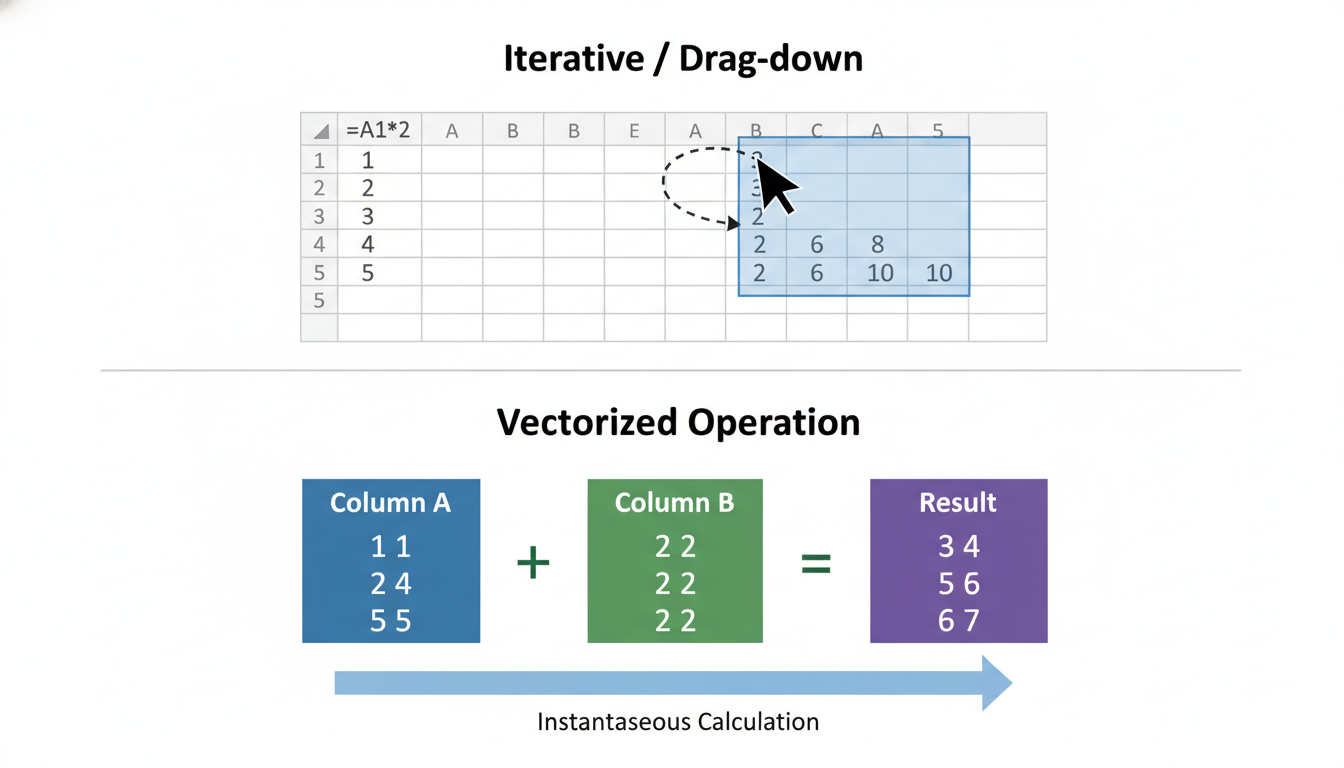 Iterative / Drag-down
=A1*2 A B B E A B C A 5
1 1
2 2 3
3 3 2
4 4 2 6 8
5 5 2 6 10 10
5
Vectorized Operation
Column A Column B Result
1 1 2 2 3 4
+ =
2 4 2 2 5 6
5 5 2 2 6 7
Instantaseous Calculation